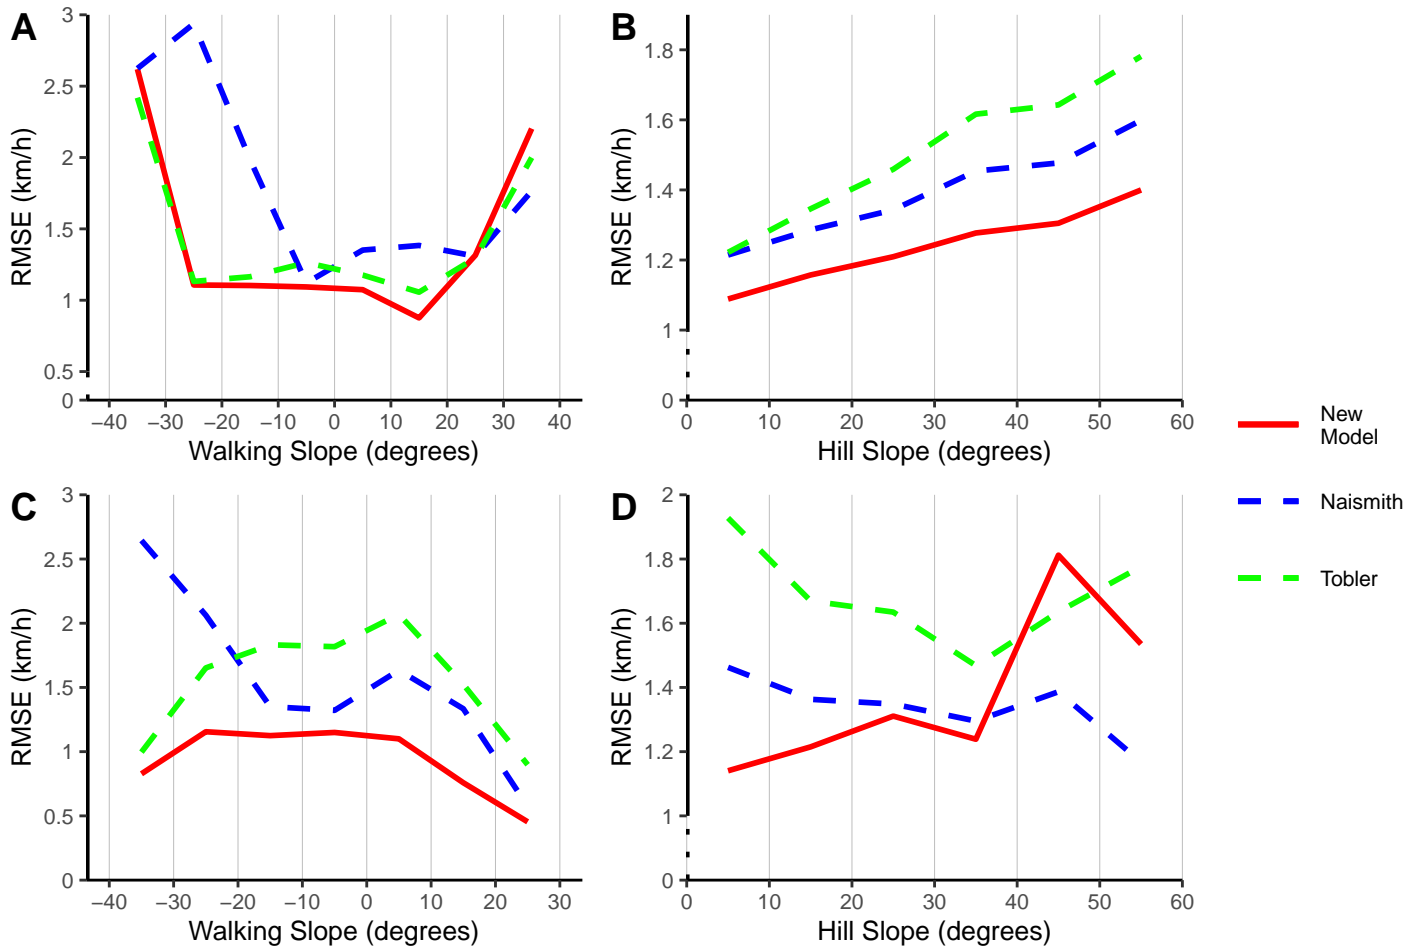 A
RMSE (km/h)
3
2.5
2
1.5
1
0.5
0
−40 −30 −20 −10 0 10 20 30 40
Walking Slope (degrees)
B
RMSE (km/h)
1.8
1.6
1.4
1.2
1
0
0 10 20 30 40 50 60
Hill Slope (degrees)
C
RMSE (km/h)
3
2.5
2
1.5
1
0.5
0
−40 −30 −20 −10 0 10 20 30
Walking Slope (degrees)
D
RMSE (km/h)
2
1.8
1.6
1.4
1.2
1
0
0 10 20 30 40 50 60
Hill Slope (degrees)
New
Model
Naismith
Tobler